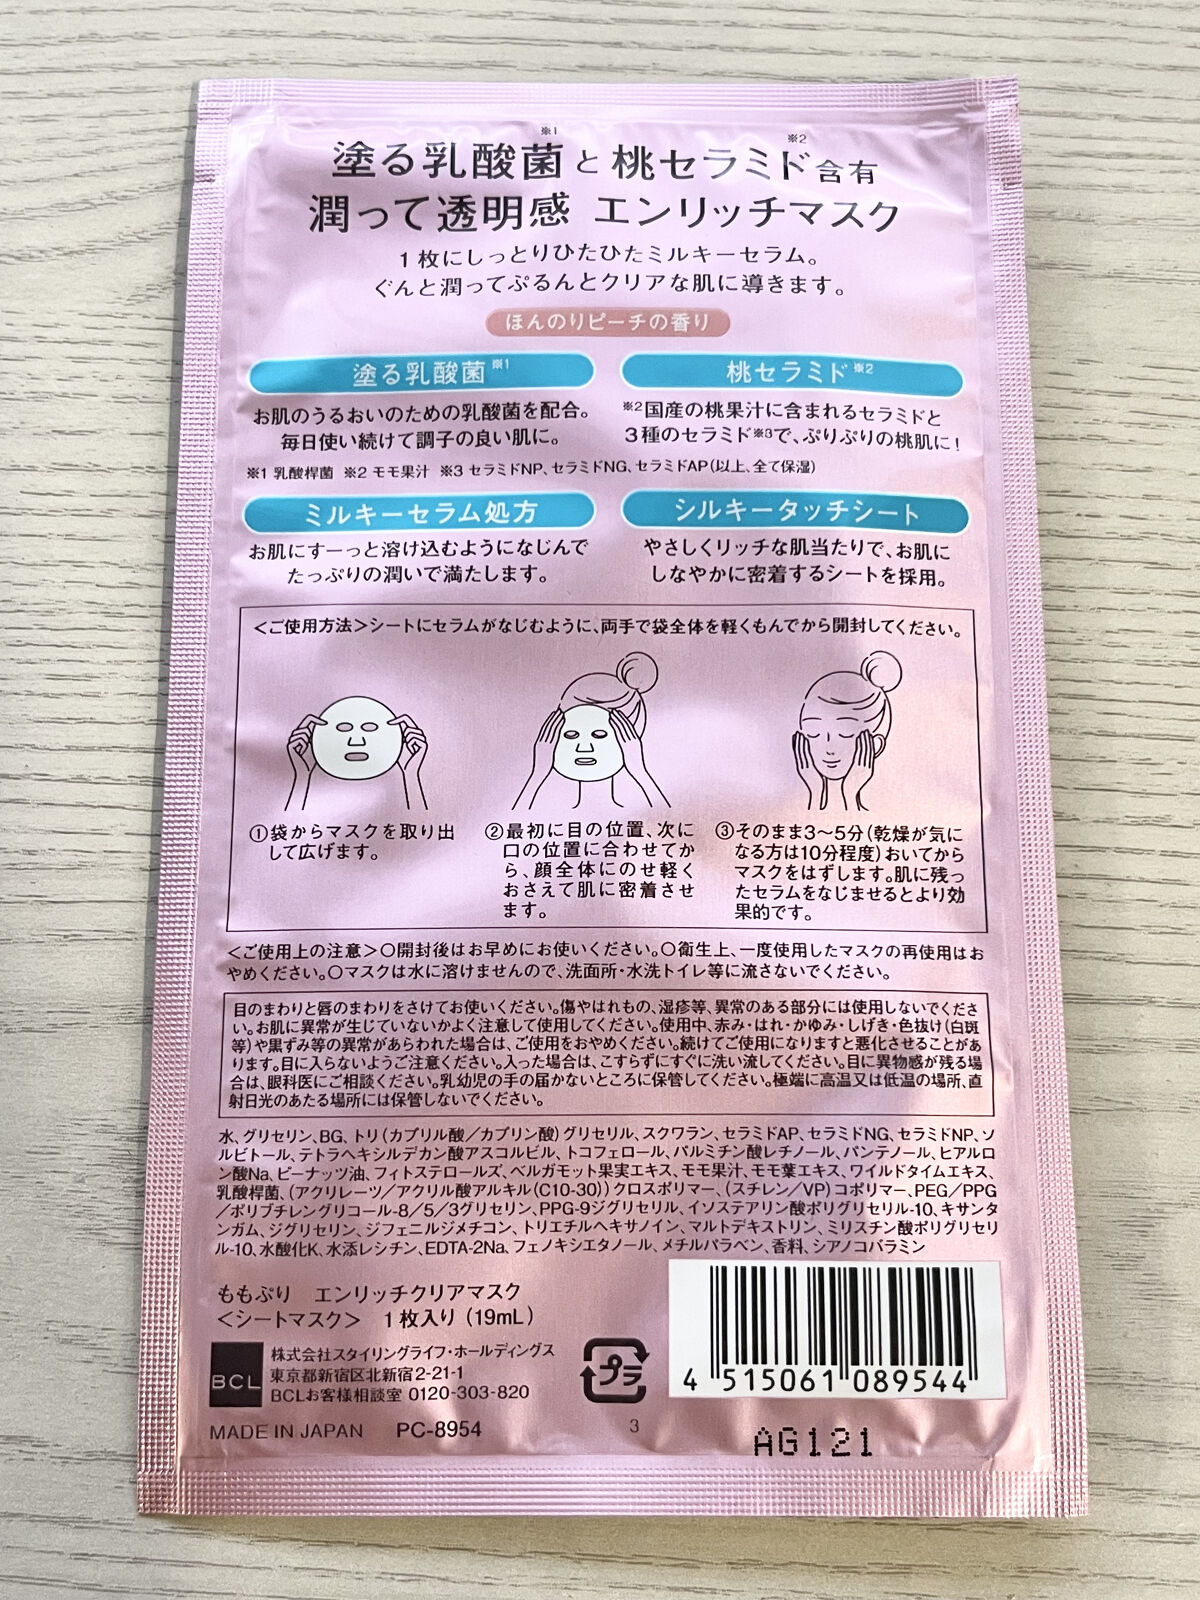 塗る乳酸菌※1と桃セラミド※2含有
潤って透明感 エンリッチマスク
1枚にしっとりひたひたミルキーセラム。
ぐんと潤ってぷるんとクリアな肌に導きます。
ほんのりピーチの香り
塗る乳酸菌※1
お肌のうるおいのための乳酸菌を配合。
毎日使い続けて調子の良い肌に。
桃セラミド※2
※2国産の桃果汁に含まれるセラミドと
3種のセラミド※3で、ぷりぷりの桃肌に!
※1 乳酸桿菌 ※2 モモ果汁 ※3 セラミドNP、セラミドNG、セラミドAP(以上、全て保湿)
ミルキーセラム処方
お肌にすーっと溶け込むようになじんで
たっぷりの潤いで満たします。
シルキータッチシート
やさしくリッチな肌当たりで、お肌に
しなやかに密着するシートを採用。
＜ご使用方法＞シートにセラムがなじむように、両手で袋全体を軽くもんでから開封してください。
①袋からマスクを取り出
して広げます。
②最初に目の位置、次に
口の位置に合わせてか
ら、顔全体にのせ軽く
おさえて肌に密着させ
ます。
③そのまま3～5分(乾燥が気に
なる方は10分程度)おいてから
マスクをはずします。肌に残っ
たセラムをなじませるとより効
果的です。
＜ご使用上の注意＞○開封後はお早めにお使いください。○衛生上、一度使用したマスクの再使用はお
やめください。○マスクは水に溶けませんので、洗面所・水洗トイレ等に流さないでください。
目のまわりと唇のまわりをさけてお使いください。傷やはれもの、湿疹等、異常のある部分には使用しないでくださ
い。お肌に異常が生じていないかよく注意して使用してください。使用中、赤み・はれ・かゆみ・しげき・色抜け(白斑
等)や黒ずみ等の異常があらわれた場合は、ご使用をおやめください。続けてご使用になりますと悪化させることがあ
ります。目に入らないようご注意ください。入った場合は、こすらずにすぐに洗い流してください。目に異物感が残る場
合は、眼科医にご相談ください。乳幼児の手の届かないところに保管してください。極端に高温又は低温の場所、直
射日光のあたる場所には保管しないでください。
水、グリセリン、BG、トリ(カプリル酸／カプリン酸)グリセリル、スクワラン、セラミドAP、セラミドNG、セラミドNP、ソ
ルビトール、テトラヘキシルデカン酸アスコルビル、トコフェロール、パルミチン酸レチノール、パンテノール、ヒアルロ
ン酸Na、ピーナッツ油、フィトステロールズ、ベルガモット果実エキス、モモ果汁、モモ葉エキス、ワイルドタイムエキス、
乳酸桿菌、(アクリレーツ／アクリル酸アルキル(C10-30))クロスポリマー、(スチレン／VP)コポリマー、PEG／PPG
／ポリブチレングリコール-8／5／3グリセリン、PPG-9ジグリセリル、イソステアリン酸ポリグリセリル-10、キサンタ
ンガム、ジグリセリン、ジフェニルジメチコン、トリエチルヘキサノイン、マルトデキストリン、ミリスチン酸ポリグリセリ
ル-10、水酸化K、水添レシチン、EDTA-2Na、フェノキシエタノール、メチルパラベン、香料、シアノコバラミン
ももぷり エンリッチクリアマスク
＜シートマスク＞ 1枚入り(19mL)
BCL
株式会社スタイリングライフ・ホールディングス
東京都新宿区北新宿2-21-1
BCLお客様相談室 0120-303-820
プラ
4 515061 089544
MADE IN JAPAN PC-8954
3
AG121